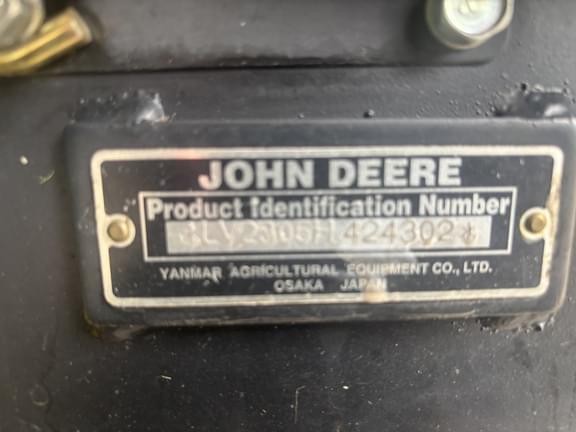 JOHN DEERE
Product Identification Number
LV2305H424302*
YANMAR AGRICULTURAL EQUIPMENT CO., LTD.
OSAKA JAPAN